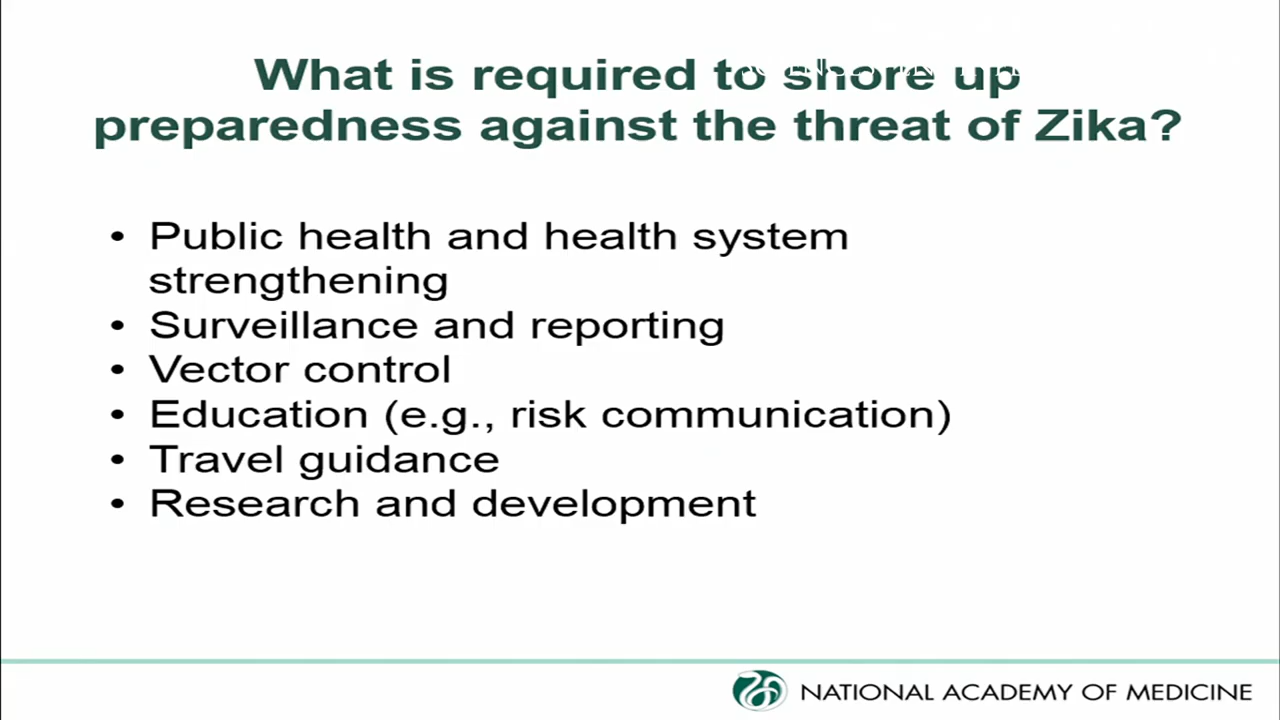 What is required to shore up
preparedness against the threat of Zika?
• Public health and health system
strengthening
• Surveillance and reporting
• Vector control
• Education (e.g., risk communication)
• Travel guidance
• Research and development
NATIONAL ACADEMY OF MEDICINE